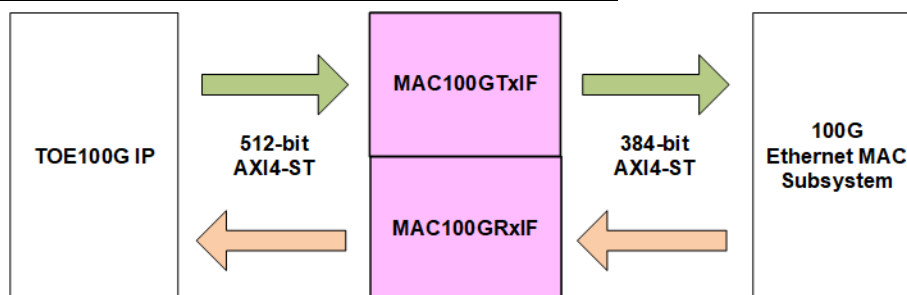 MAC100GTxIF
TOE100G IP
512-bit
AXI4-ST
384-bit
AXI4-ST
100G
Ethernet MAC
Subsystem
MAC100GRxIF